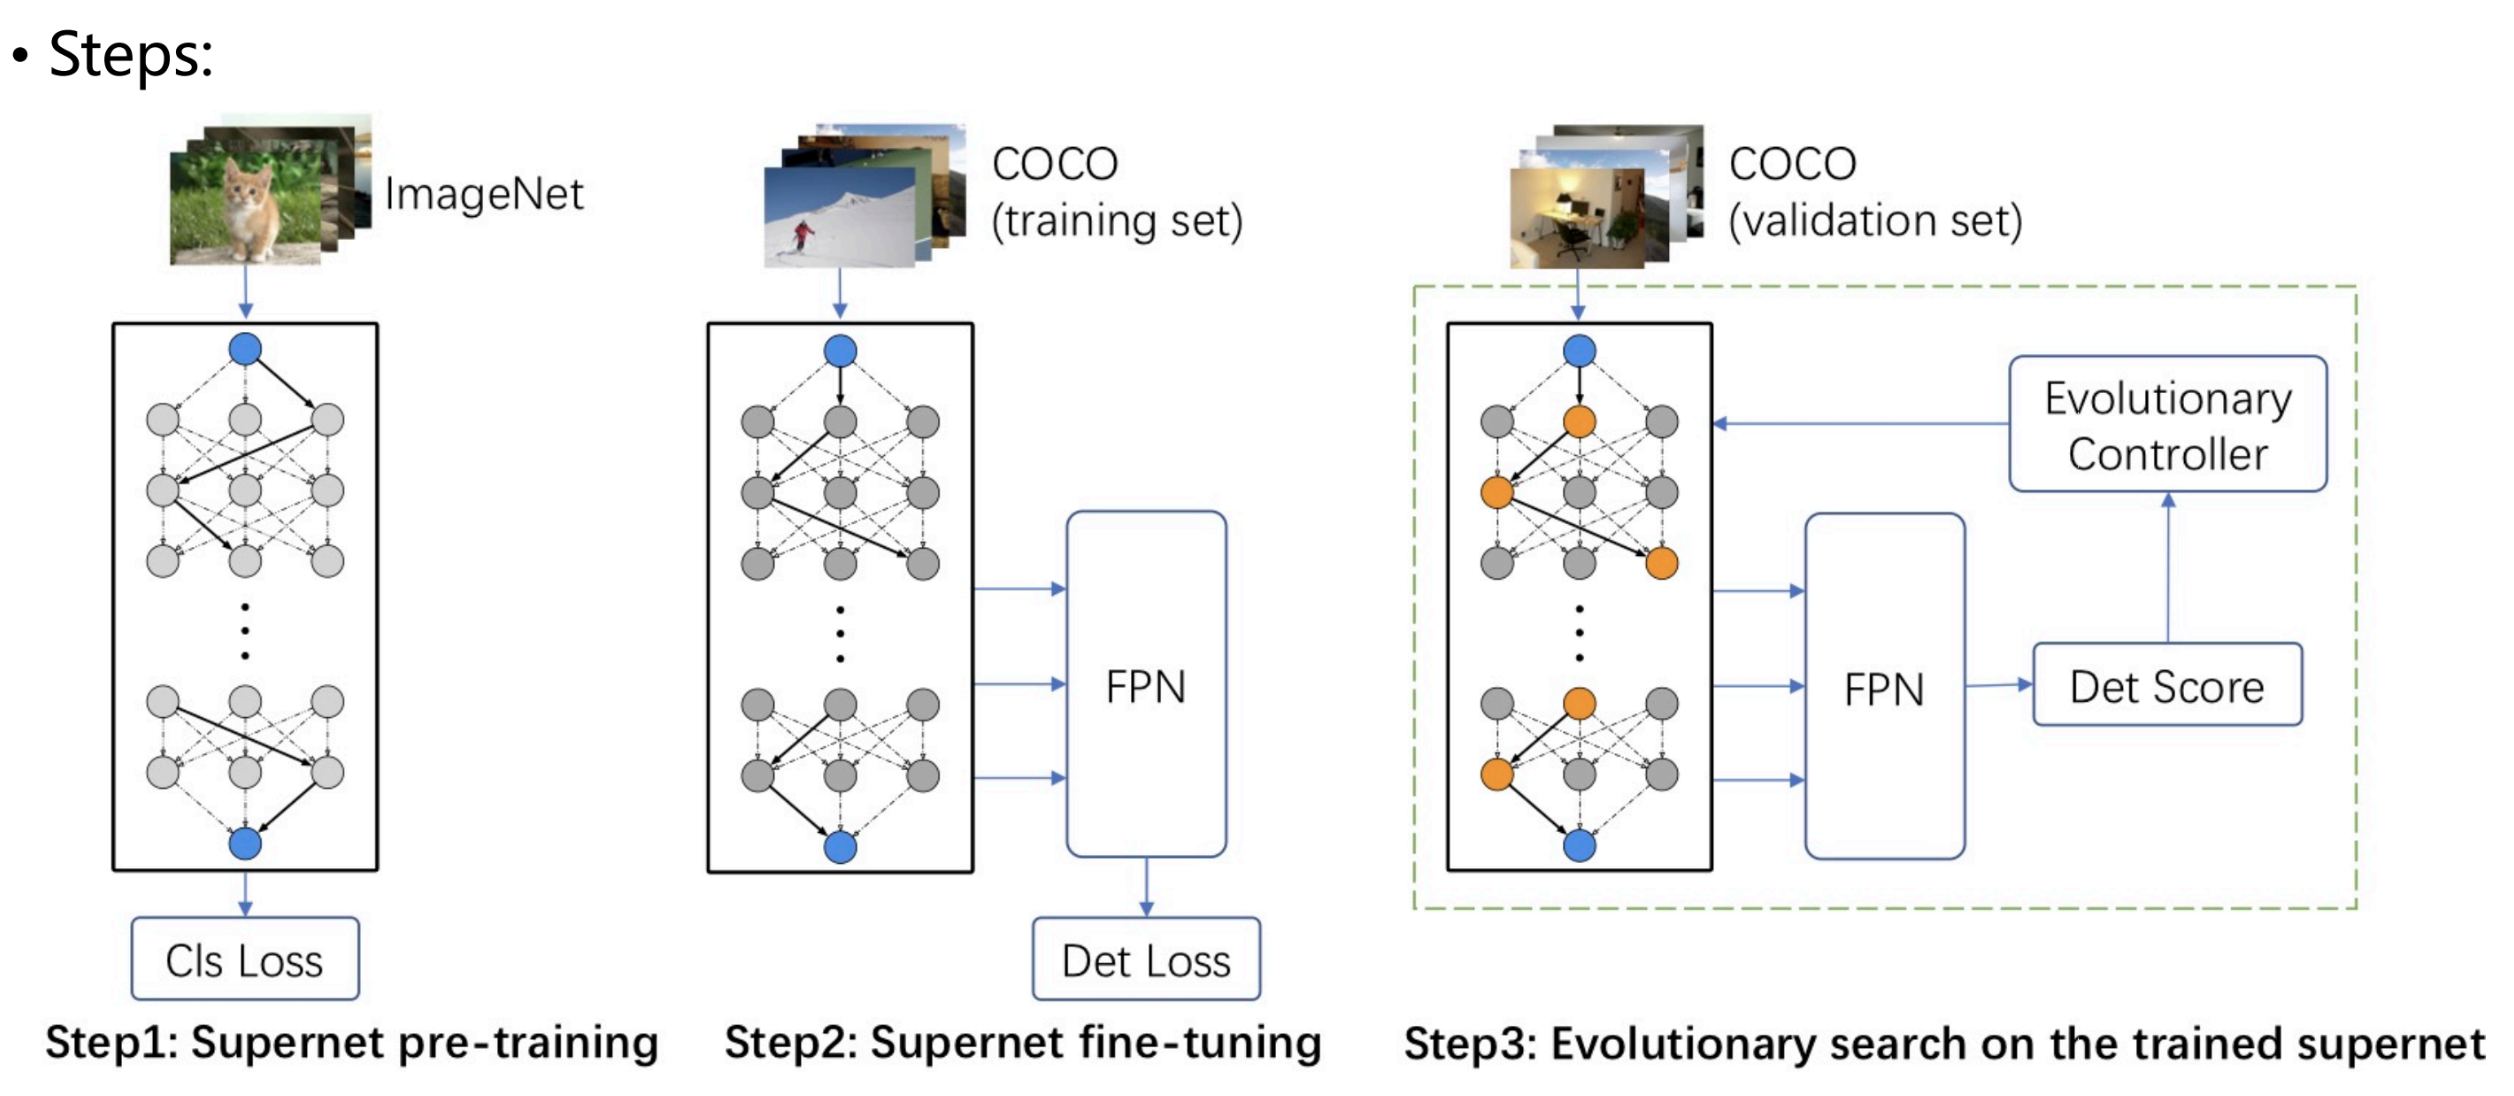 • Steps:
ImageNet
COCO
(training set)
COCO
(validation set)
Evolutionary
Controller
FPN
FPN
Det Score
Cls Loss
Det Loss
Step1: Supernet pre-training
Step2: Supernet fine-tuning
Step3: Evolutionary search on the trained supernet